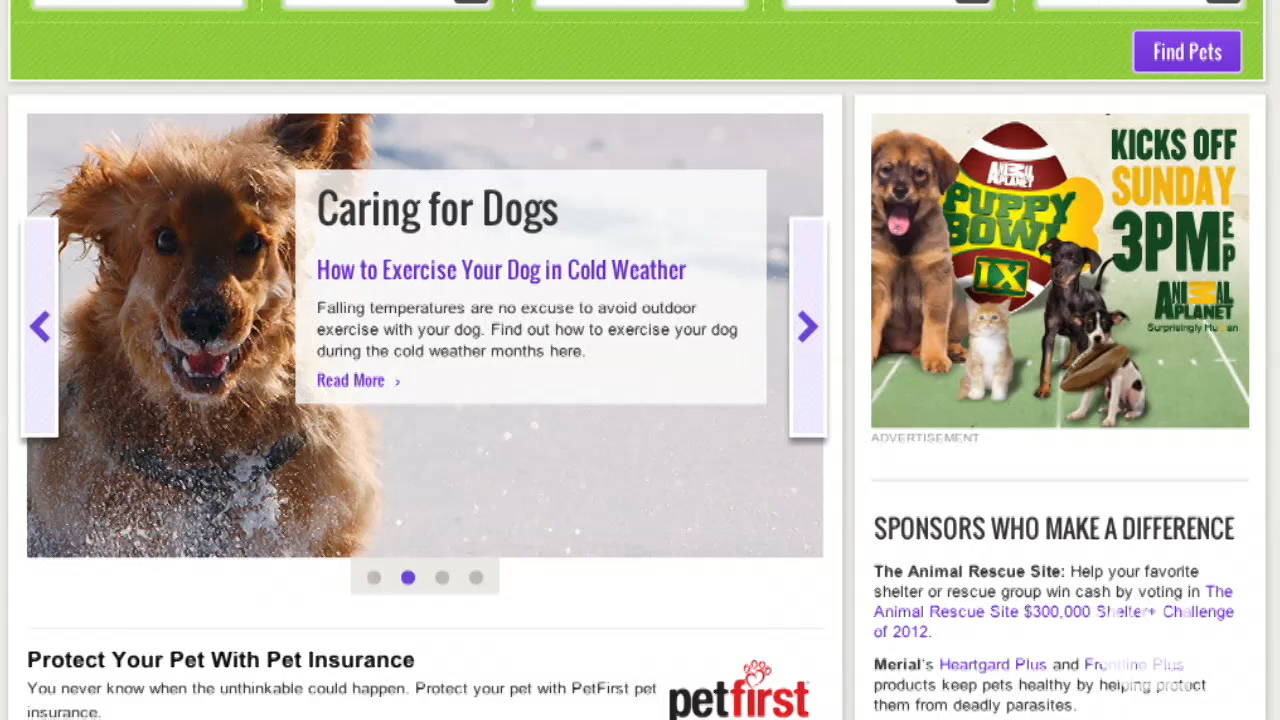 Find Pets
Caring for Dogs
How to Exercise Your Dog in Cold Weather
Falling temperatures are no excuse to avoid outdoor
exercise with your dog. Find out how to exercise your dog
during the cold weather months here.
Read More ›
KICKS OFF
SUNDAY
3PM E P
ANIMAL
PLANET
PUPPY
BOWL
IX
ANIMAL
PLANET
Surprisingly Human
ADVERTISEMENT
SPONSORS WHO MAKE A DIFFERENCE
The Animal Rescue Site: Help your favorite
shelter or rescue group win cash by voting in The
Animal Rescue Site $300,000 Shelter+ Challenge
of 2012.
Merial's Heartgard Plus and Frontline Plus
products keep pets healthy by helping protect
them from deadly parasites.
Protect Your Pet With Pet Insurance
You never know when the unthinkable could happen. Protect your pet with PetFirst pet
insurance.
petfirst